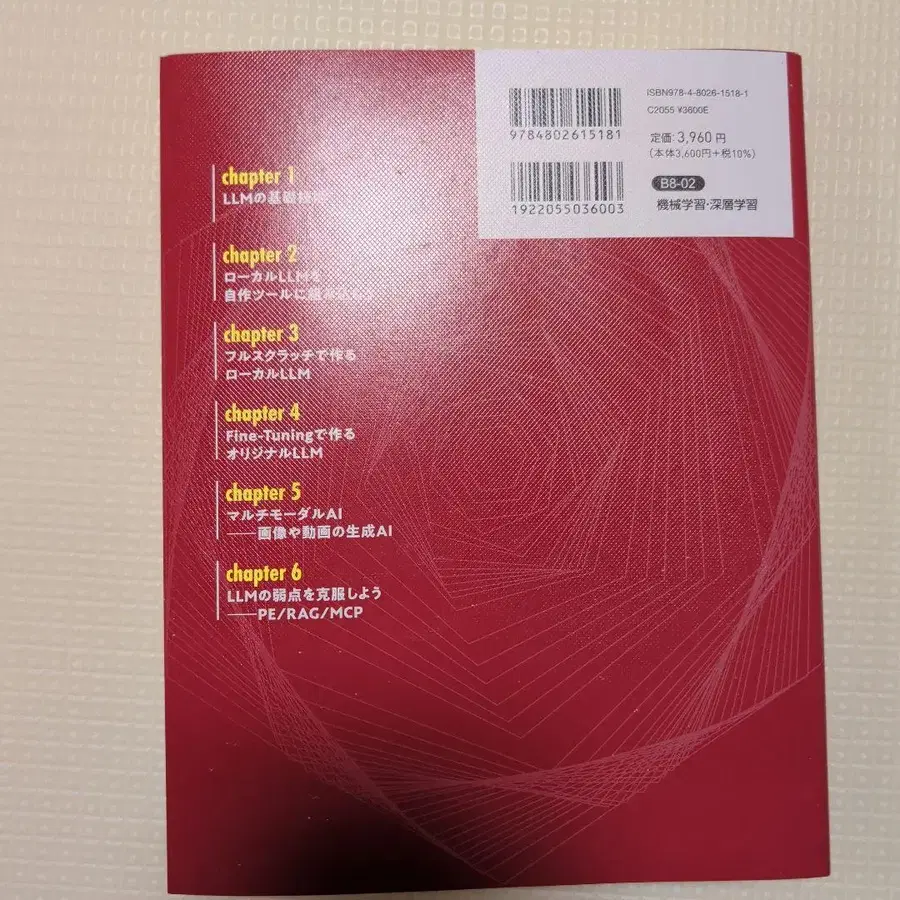 ISBN978-4-8026-1518-1
C2055 ¥3600E
9784802615181
定価:3,960円
(本体3,600円+税10%)
1922055036003
B8-02
機械学習・深層学習
chapter 1
LLMの基礎
chapter 2
ローカルLLMを
自作ツールに
chapter 3
フルスクラッチで作る
ローカルLLM
chapter 4
Fine-Tuningで作る
オリジナルLLM
chapter 5
マルチモーダルAI
──画像や動画の生成AI
chapter 6
LLMの弱点を克服しよう
──PE/RAG/MCP